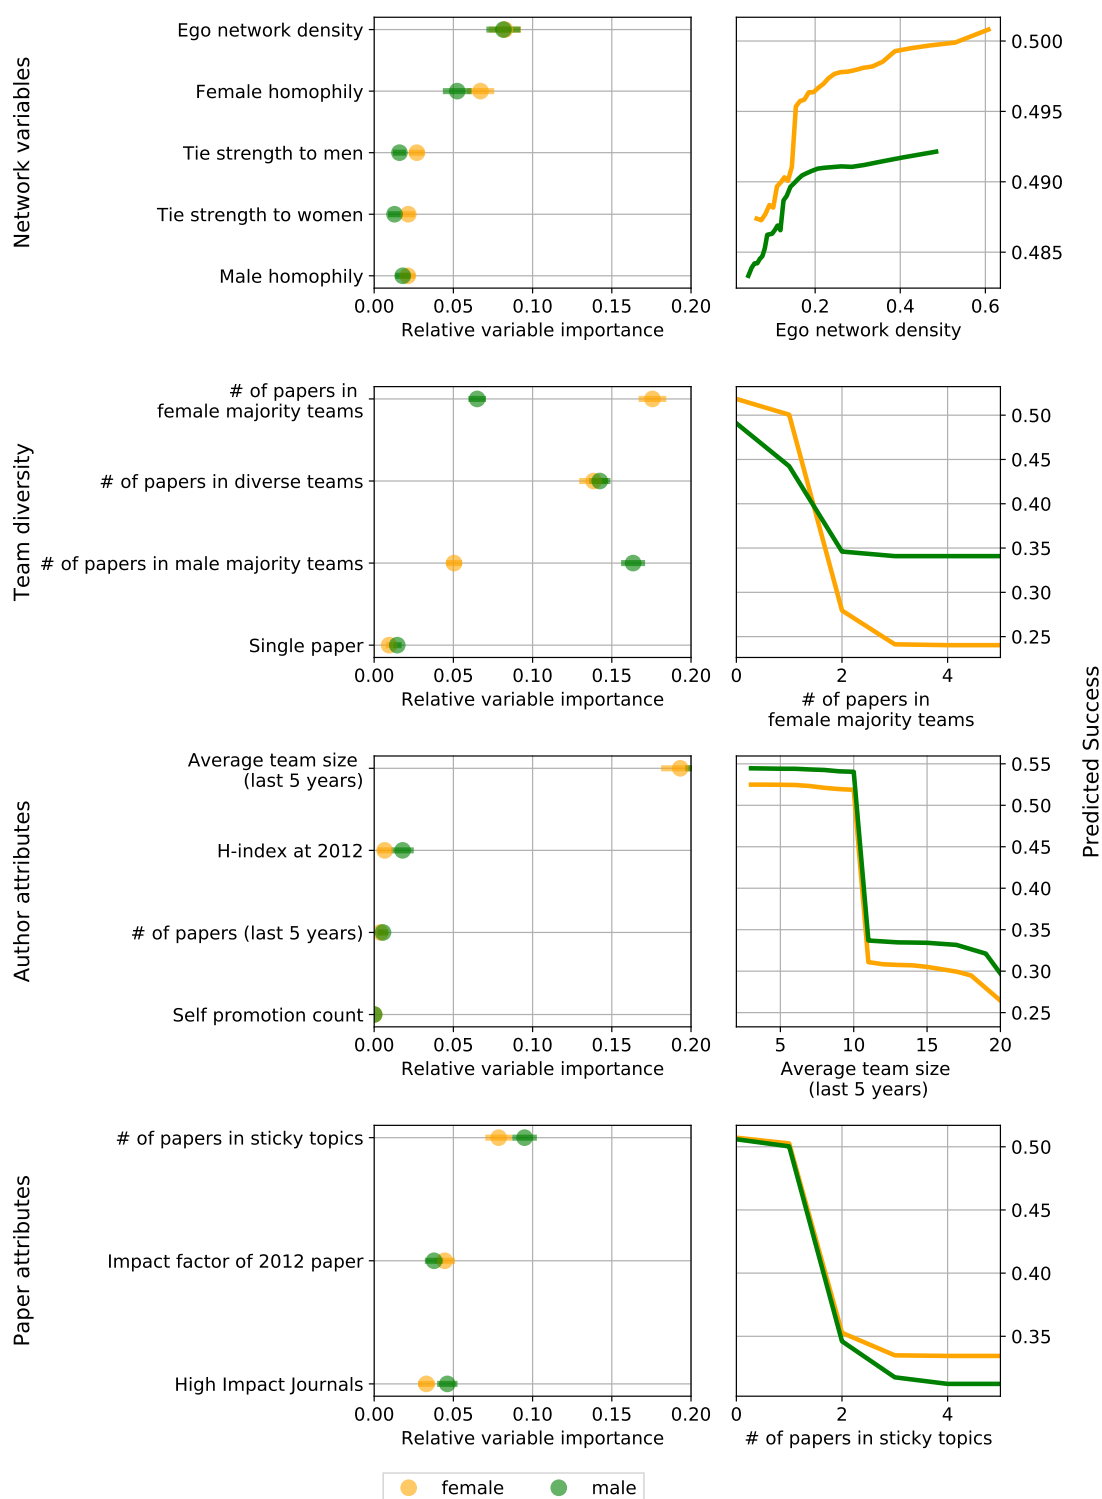 Network variables
Ego network density
Female homophily
Tie strength to men
Tie strength to women
Male homophily
0.00 0.05 0.10 0.15 0.20
Relative variable importance
0.500
0.495
0.490
0.485
0.2 0.4 0.6
Ego network density
Team diversity
# of papers in
female majority teams
# of papers in diverse teams
# of papers in male majority teams
Single paper
0.00 0.05 0.10 0.15 0.20
Relative variable importance
0.50
0.45
0.40
0.35
0.30
0.25
0 2 4
# of papers in
female majority teams
Predicted Success
Author attributes
Average team size
(last 5 years)
H-index at 2012
# of papers (last 5 years)
Self promotion count
0.00 0.05 0.10 0.15 0.20
Relative variable importance
0.55
0.50
0.45
0.40
0.35
0.30
0.25
5 10 15 20
Average team size
(last 5 years)
Paper attributes
# of papers in sticky topics
Impact factor of 2012 paper
High Impact Journals
0.00 0.05 0.10 0.15 0.20
Relative variable importance
0.50
0.45
0.40
0.35
0 2 4
# of papers in sticky topics
female male